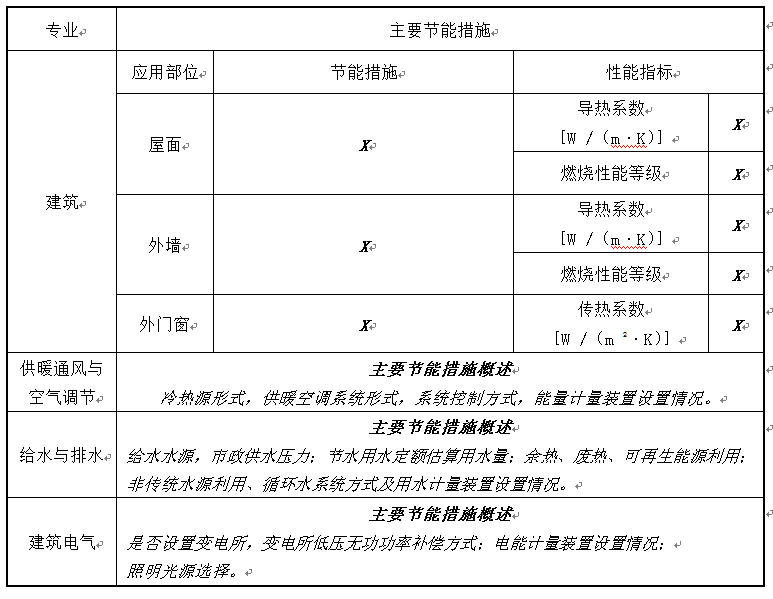 专业
主要节能措施
建筑
应用部位
节能措施
性能指标
屋面
X
导热系数
[W / (m·K)]
X
燃烧性能等级
X
外墙
X
导热系数
[W / (m·K)]
X
燃烧性能等级
X
外门窗
X
传热系数
[W / (m ²·K)]
X
供暖通风与
空气调节
主要节能措施概述
冷热源形式，供暖空调系统形式，系统控制方式，能量计量装置设置情况。
给水与排水
主要节能措施概述
给水水源，市政供水压力；节水用水定额估算用水量；余热、废热、可再生能源利用；
非传统水源利用、循环水系统方式及用水计量装置设置情况。
建筑电气
主要节能措施概述
是否设置变电所，变电所低压无功功率补偿方式；电能计量装置设置情况；
照明光源选择。